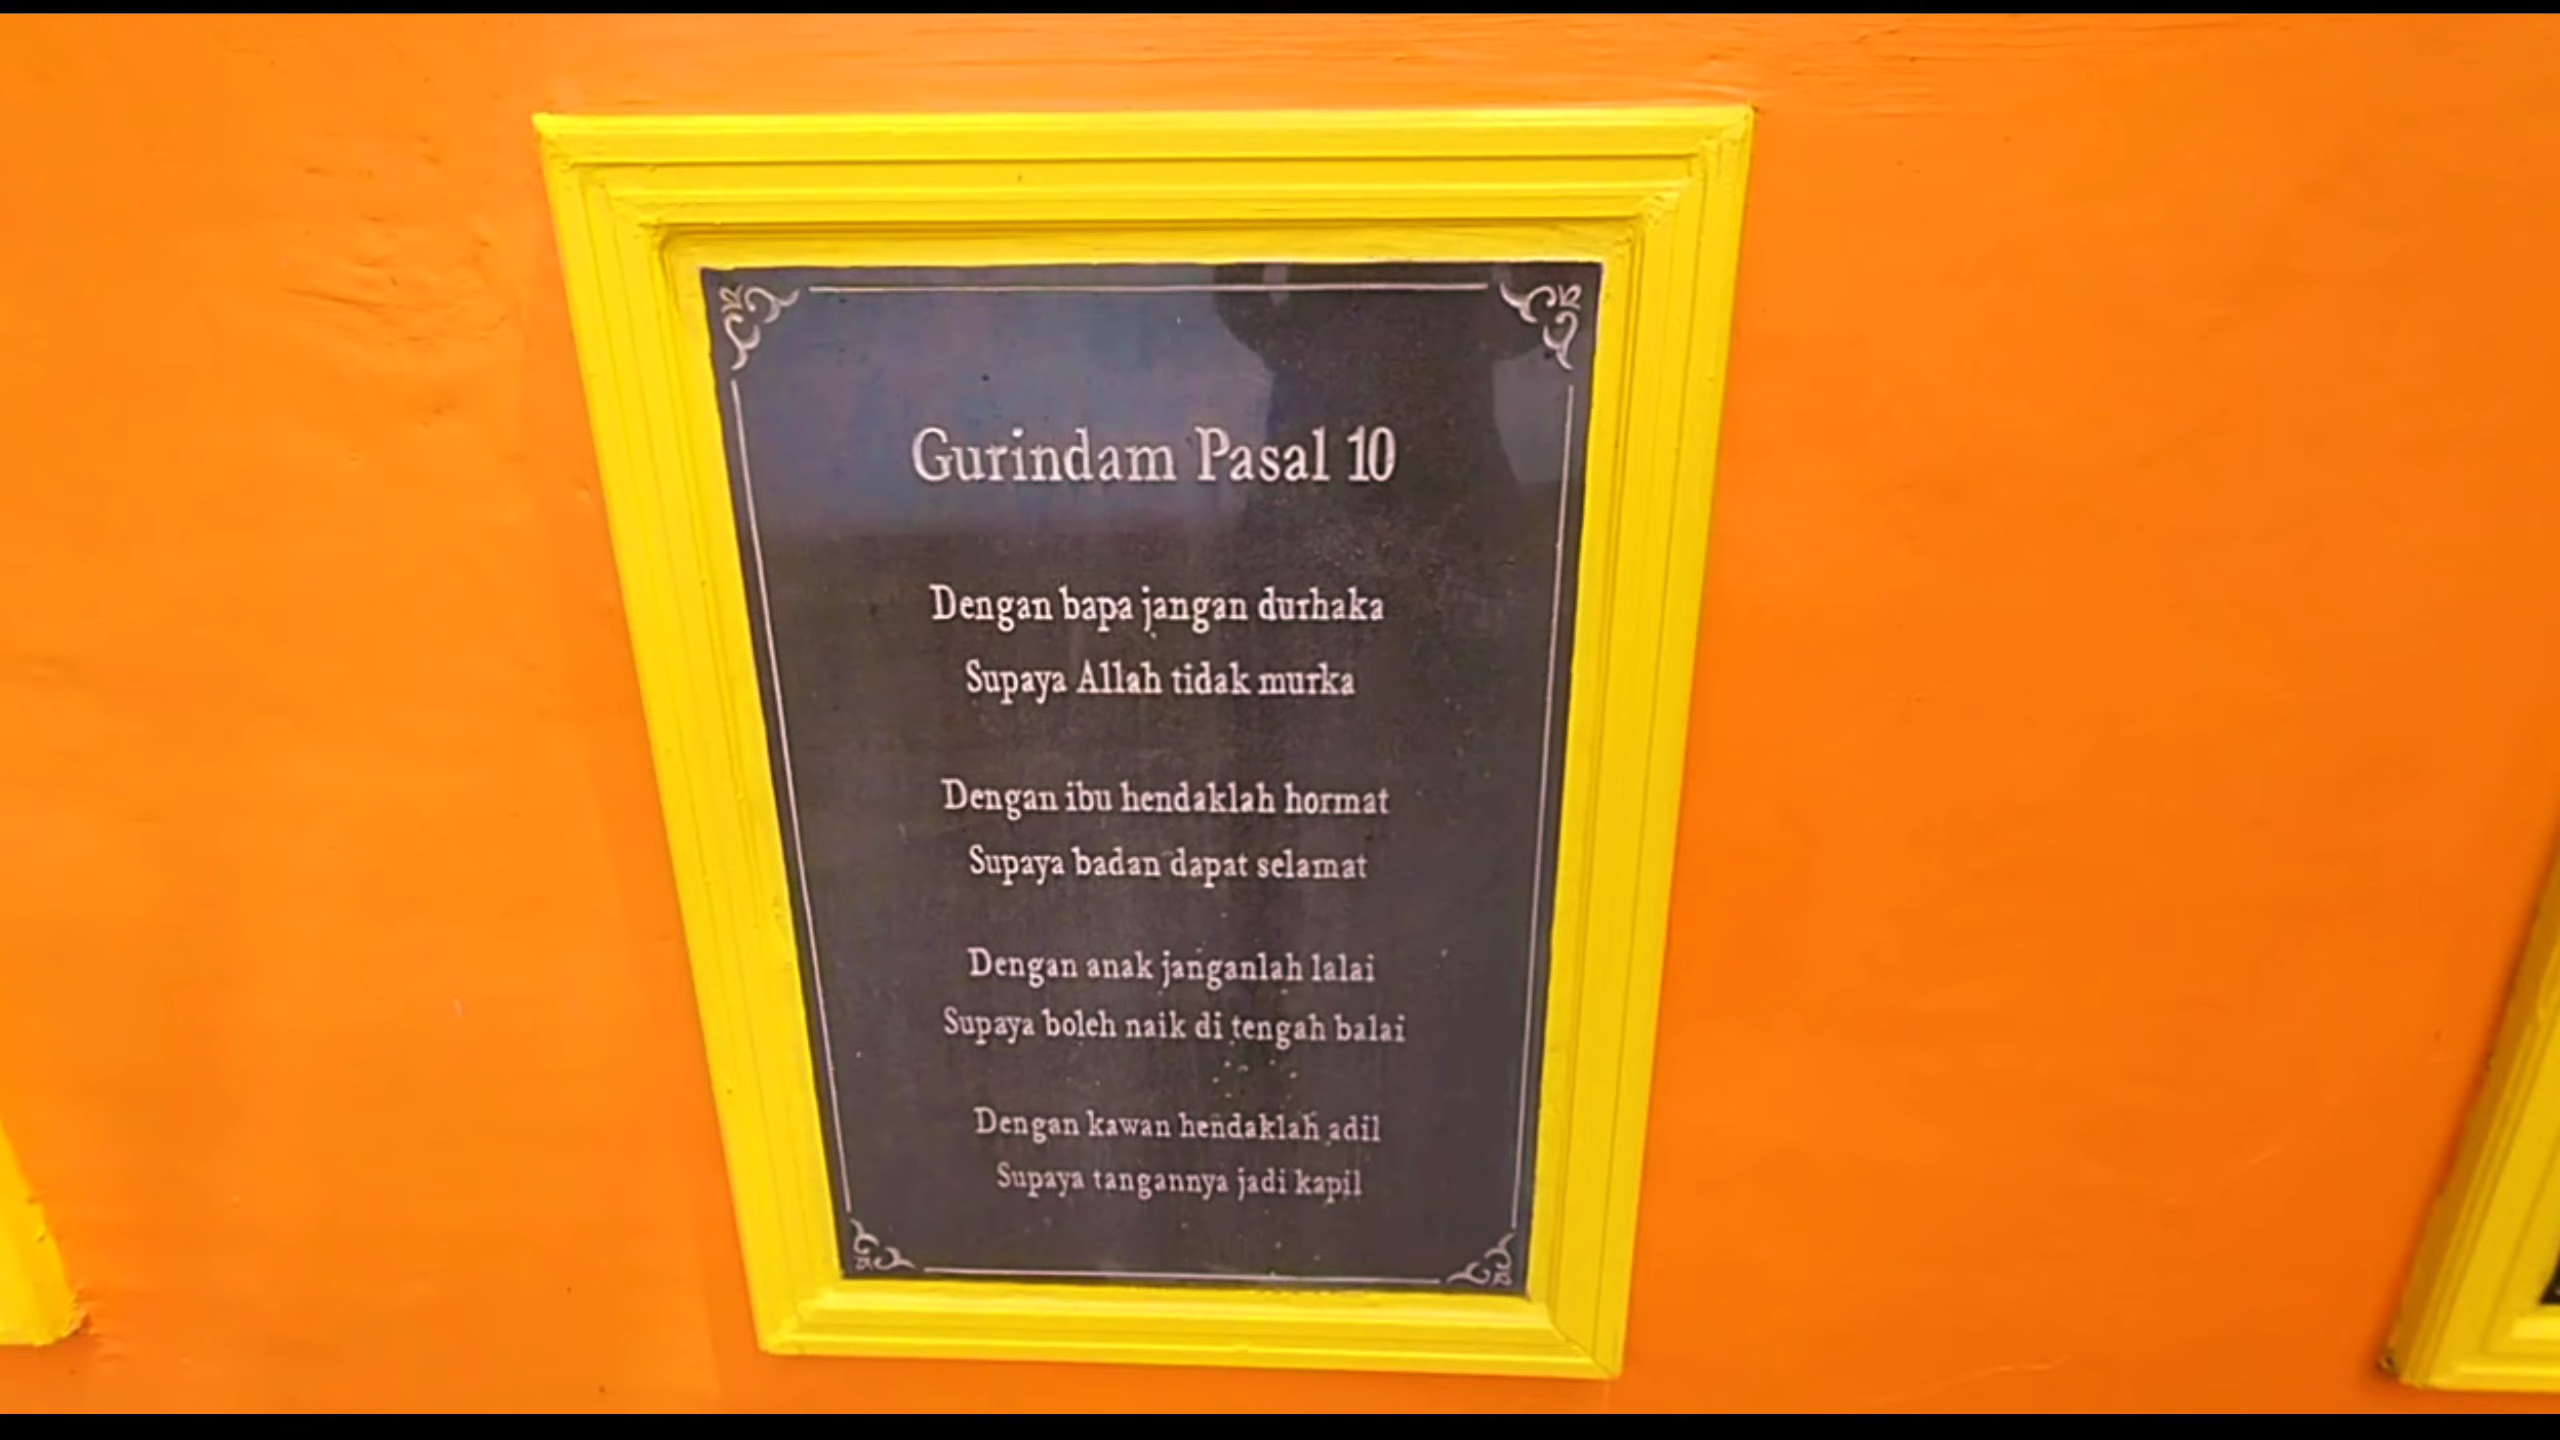 Gurindam Pasal 10
Dengan bapa jangan durhaka
Supaya Allah tidak murka
Dengan ibu hendaklah hormat
Supaya badan dapat selamat
Dengan anak janganlah lalai
Supaya boleh naik di tengah balai
Dengan kawan hendaklah adil
Supaya tangannya jadi kapil